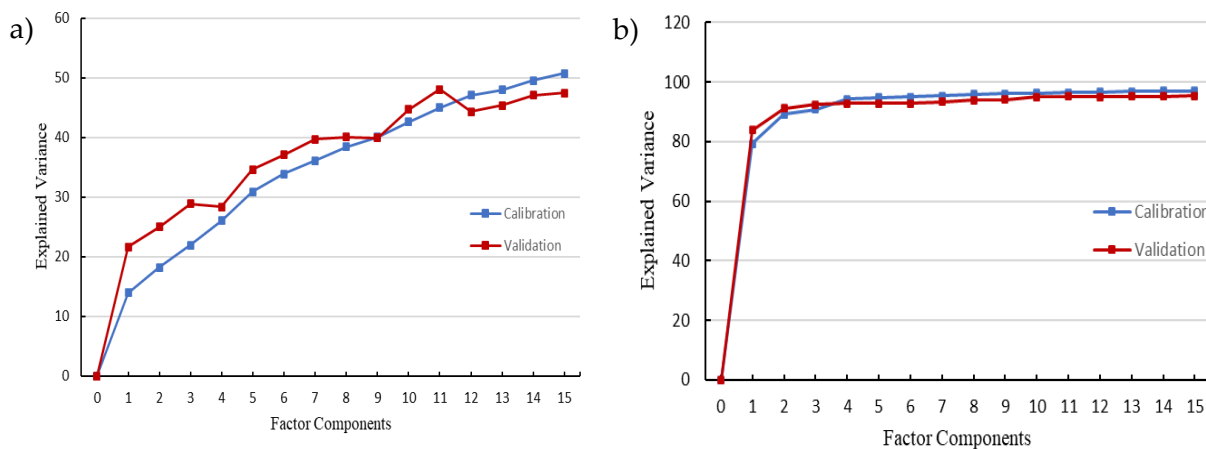 a)
60
50
40
30
20
10
0
Explained Variance
Calibration
Validation
0 1 2 3 4 5 6 7 8 9 10 11 12 13 14 15
Factor Components
b)
120
100
80
60
40
20
0
Explained Variance
Calibration
Validation
0 1 2 3 4 5 6 7 8 9 10 11 12 13 14 15
Factor Components